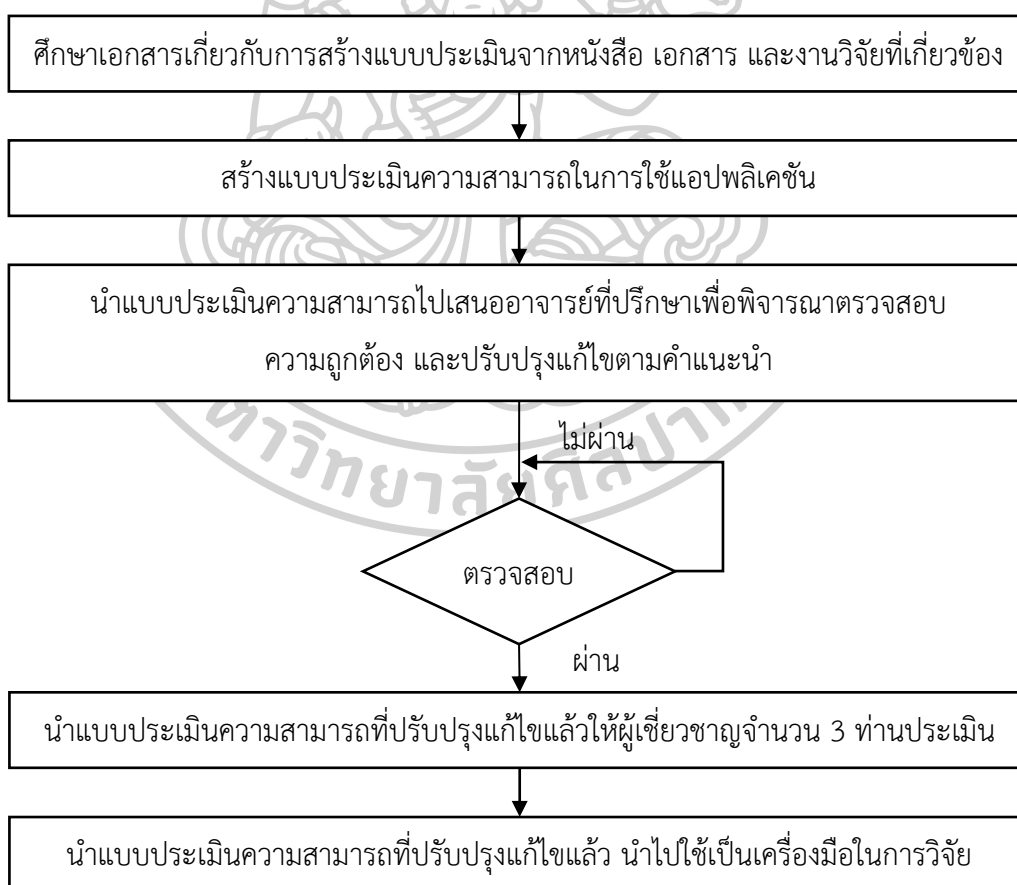 ศึกษาเอกสารเกี่ยวกับการสร้างแบบประเมินจากหนังสือ เอกสาร และงานวิจัยที่เกี่ยวข้อง
สร้างแบบประเมินความสามารถในการใช้แอปพลิเคชัน
นำแบบประเมินความสามารถไปเสนออาจารย์ที่ปรึกษาเพื่อพิจารณาตรวจสอบ
ความถูกต้อง และปรับปรุงแก้ไขตามคำแนะนำ
ไม่ผ่าน
ตรวจสอบ
ผ่าน
นำแบบประเมินความสามารถที่ปรับปรุงแก้ไขแล้วให้ผู้เชี่ยวชาญจำนวน 3 ท่านประเมิน
นำแบบประเมินความสามารถที่ปรับปรุงแก้ไขแล้ว นำไปใช้เป็นเครื่องมือในการวิจัย